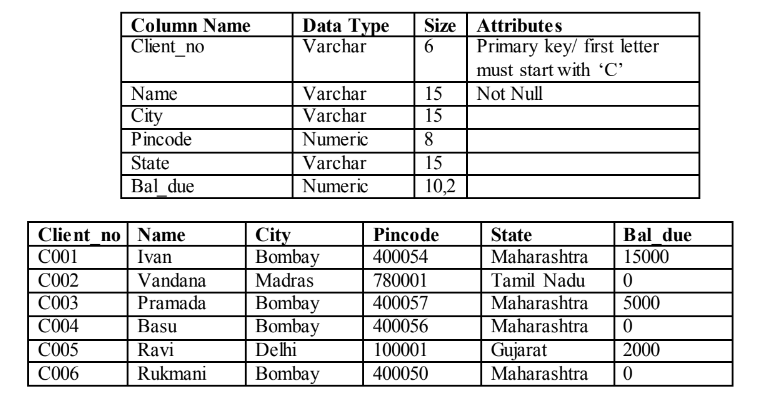 Column Name Data Type Size Attributes
Client_no Varchar 6 Primary key/ first letter
must start with ‘C’
Name Varchar 15 Not Null
City Varchar 15
Pincode Numeric 8
State Varchar 15
Bal_due Numeric 10,2
Client_no Name City Pincode State Bal_due
C001 Ivan Bombay 400054 Maharashtra 15000
C002 Vandana Madras 780001 Tamil Nadu 0
C003 Pramada Bombay 400057 Maharashtra 5000
C004 Basu Bombay 400056 Maharashtra 0
C005 Ravi Delhi 100001 Gujarat 2000
C006 Rukmani Bombay 400050 Maharashtra 0